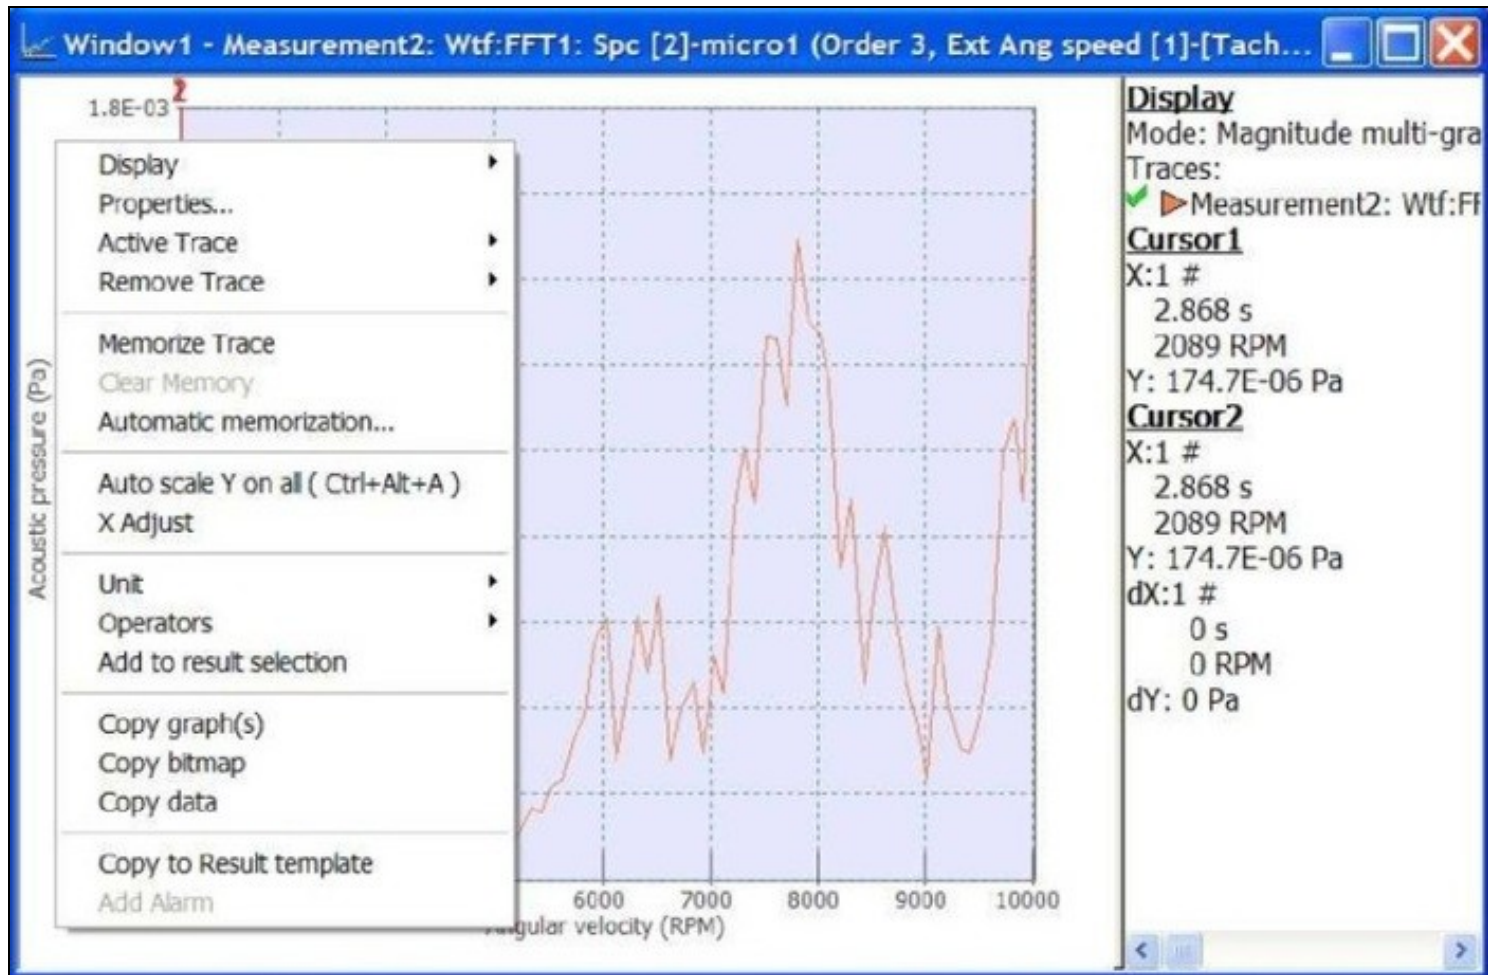 Window1 - Measurement2: Wtf:FFT1: Spc [2]-micro1 (Order 3, Ext Ang speed [1]-[Tach...
2
1.8E-03
Display
Properties...
Active Trace
Remove Trace
Memorize Trace
Clear Memory
Automatic memorization...
Auto scale Y on all ( Ctrl+Alt+A )
X Adjust
Unit
Operators
Add to result selection
Copy graph(s)
Copy bitmap
Copy data
Copy to Result template
Add Alarm
Acoustic pressure (Pa)
6000 7000 8000 9000 10000
velocity (RPM)
Display
Mode: Magnitude multi-gra
Traces:
Measurement2: Wtf:FF
Cursor1
X:1 #
2.868 s
2089 RPM
Y: 174.7E-06 Pa
Cursor2
X:1 #
2.868 s
2089 RPM
Y: 174.7E-06 Pa
dX:1 #
0 s
0 RPM
dY: 0 Pa